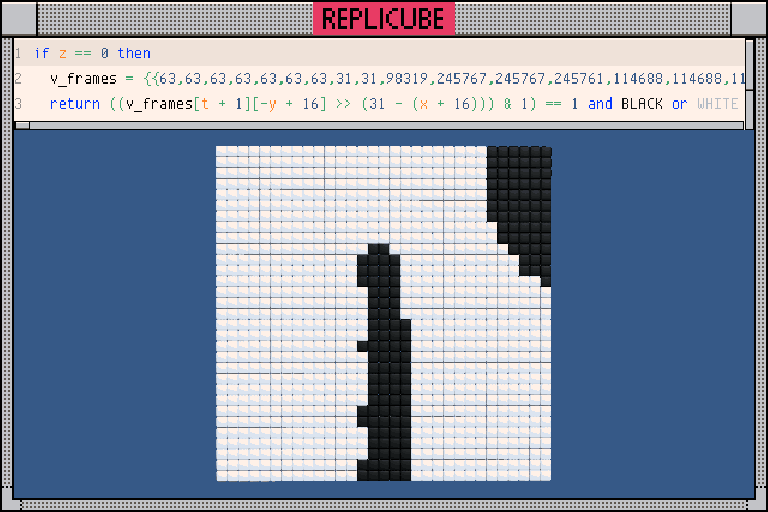 REPLICUBE
1 if z == 0 then
2 v_frames = {{63,63,63,63,63,63,63,31,31,98319,245767,245767,245761,114688,114688,11
3 return ((v_frames[t + 1][-y + 16] >> (31 - (x + 16))) & 1) == 1 and BLACK or WHITE